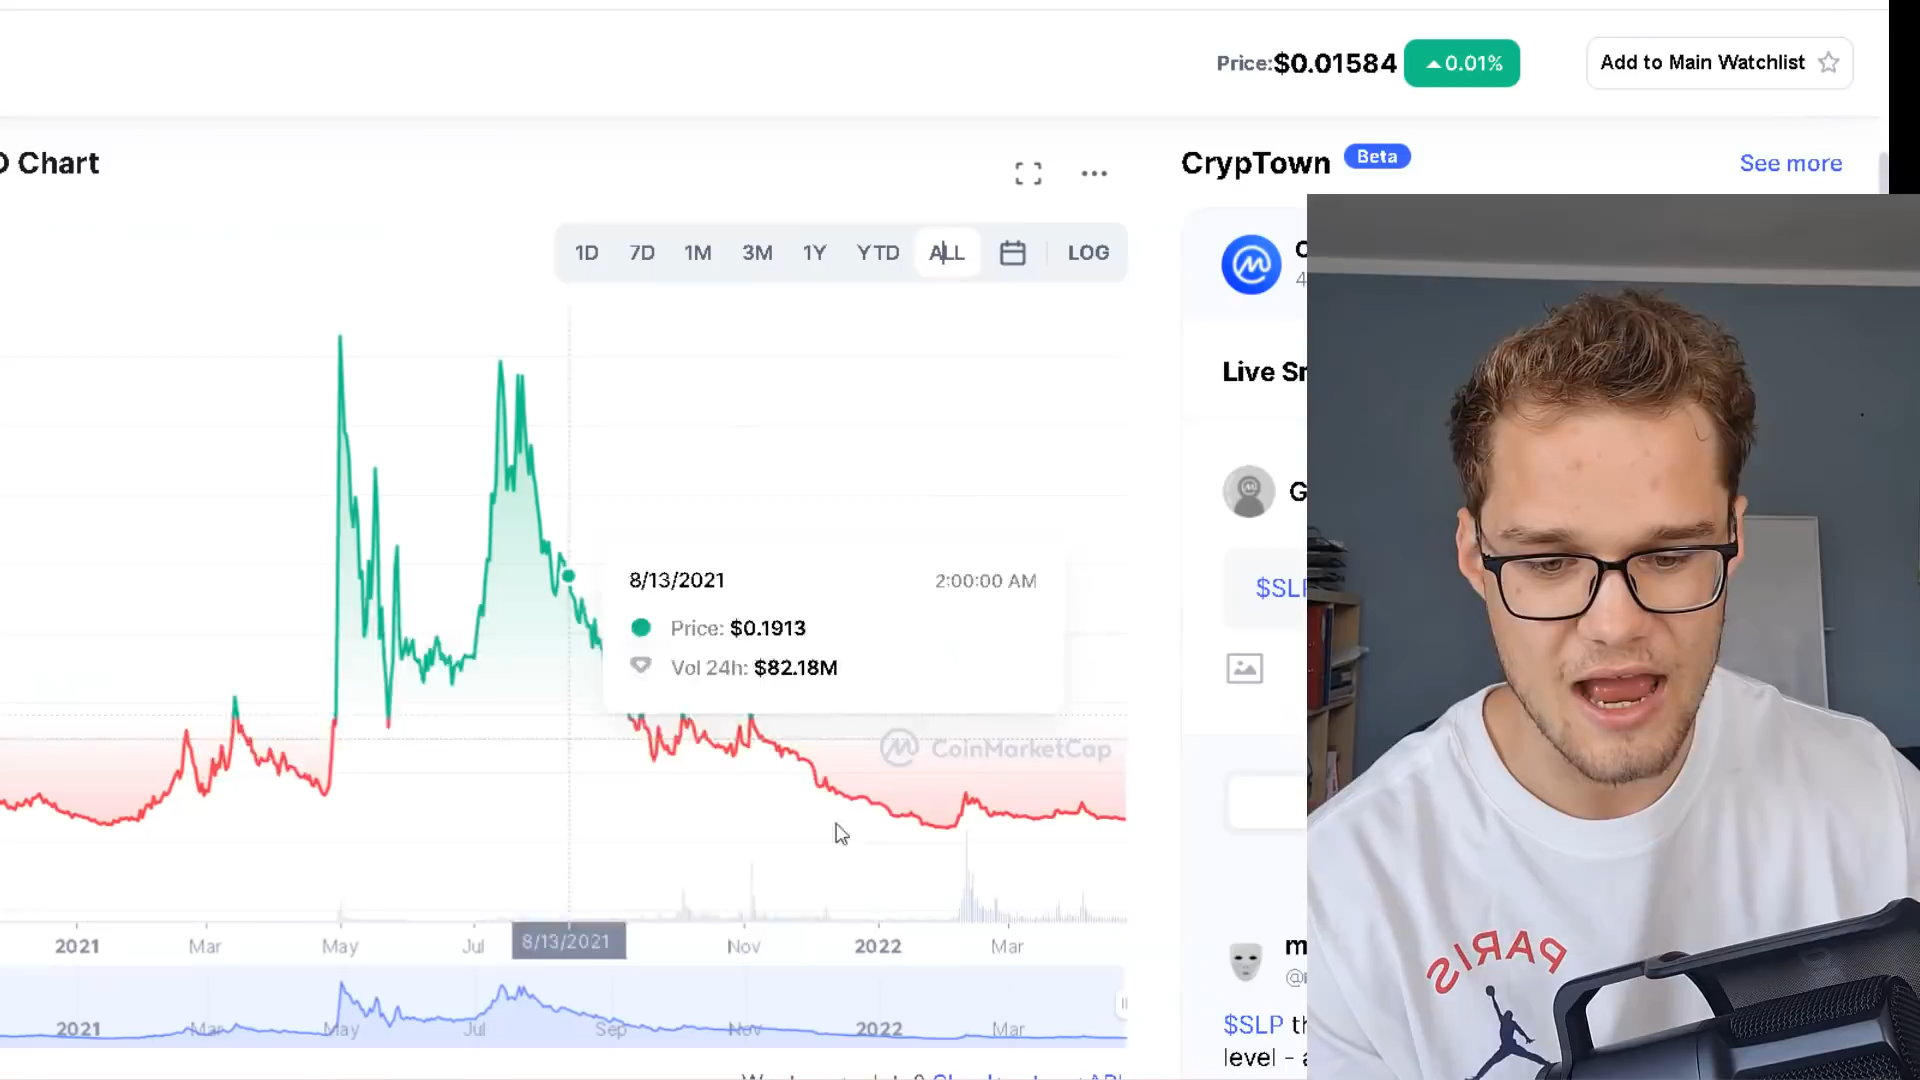 Price:$0.01584 0.01% Add to Main Watchlist
Chart
CrypTown Beta See more
1D 7D 1M 3M 1Y YTD ALL LOG
Live
8/13/2021 2:00:00 AM
Price: $0.1913
Vol 24h: $82.18M
$SLP
CoinMarketCap
2021 Mar May Jul 8/13/2021 Nov 2022 Mar
2021 Mar May Jul Sep Nov 2022 Mar
$SLP
level -
PARIS